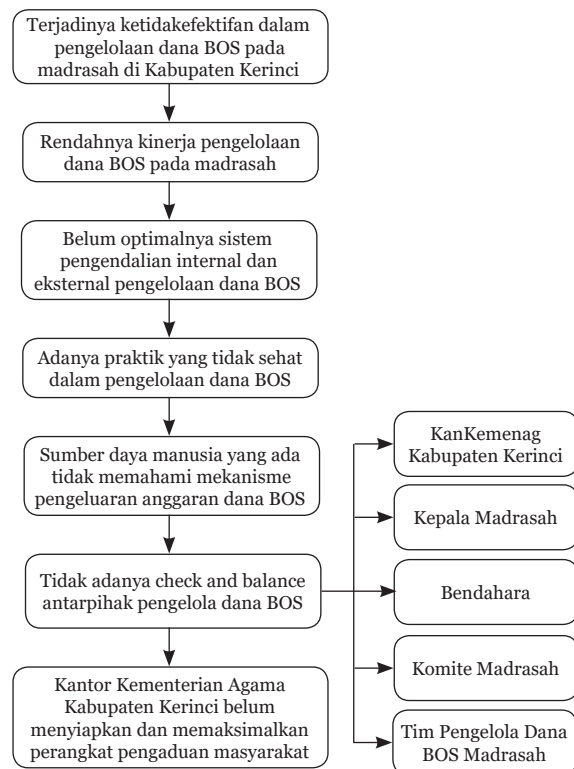 Terjadinya ketidakefektifan dalam
pengelolaan dana BOS pada
madrasah di Kabupaten Kerinci
Rendahnya kinerja pengelolaan
dana BOS pada madrasah
Belum optimalnya sistem
pengendalian internal dan
eksternal pengelolaan dana BOS
Adanya praktik yang tidak sehat
dalam pengelolaan dana BOS
Sumber daya manusia yang ada
tidak memahami mekanisme
pengeluaran anggaran dana BOS
Tidak adanya check and balance
antarpihak pengelola dana BOS
Kantor Kementerian Agama
Kabupaten Kerinci belum
menyiapkan dan memaksimalkan
perangkat pengaduan masyarakat
KanKemenag
Kabupaten Kerinci
Kepala Madrasah
Bendahara
Komite Madrasah
Tim Pengelola Dana
BOS Madrasah